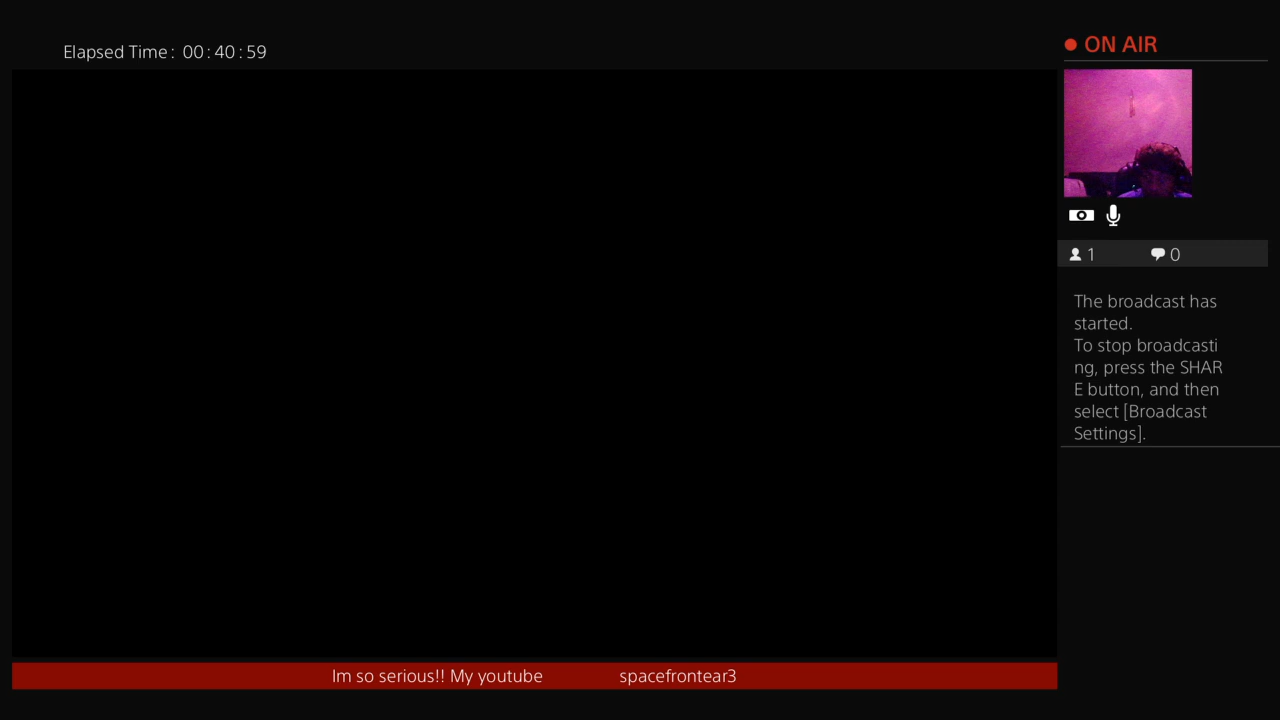 Elapsed Time: 00:40:59
ON AIR
1 0
The broadcast has
started.
To stop broadcasti
ng, press the SHAR
E button, and then
select [Broadcast
Settings].
Im so serious!! My youtube spacefrontear3